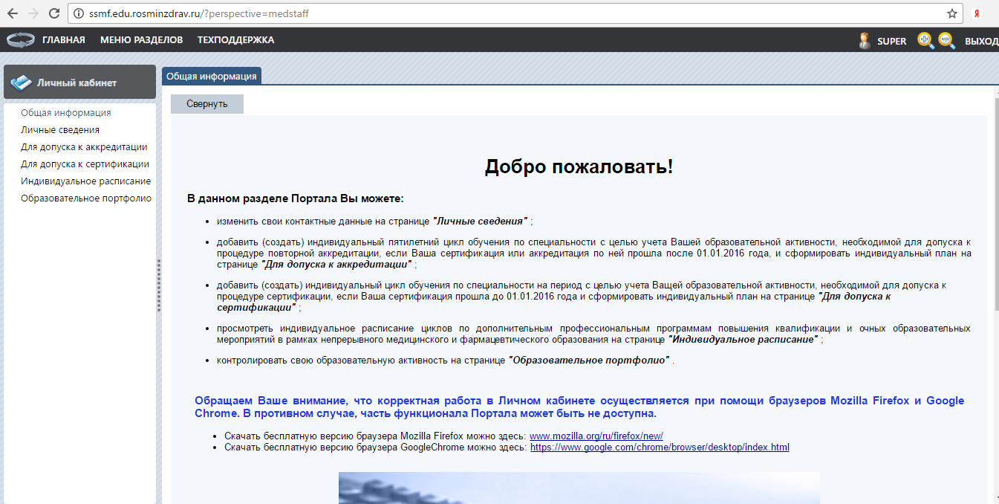 ssmf.edu.rosminzdrav.ru/?perspective=medstaff
Я
ГЛАВНАЯ МЕНЮ РАЗДЕЛОВ ТЕХПОДДЕРЖКА
SUPER ВЫХОД
Личный кабинет
Общая информация
Личные сведения
Для допуска к аккредитации
Для допуска к сертификации
Индивидуальное расписание
Образовательное портфолио
Общая информация
Свернуть
Добро пожаловать!
В данном разделе Портала Вы можете:
• изменить свои контактные данные на странице "Личные сведения" ;
• добавить (создать) индивидуальный пятилетний цикл обучения по специальности с целью учета Вашей образовательной активности, необходимой для допуска к
процедуре повторной аккредитации, если Ваша сертификация или аккредитация по ней прошла после 01.01.2016 года, и сформировать индивидуальный план на
странице "Для допуска к аккредитации" ;
• добавить (создать) индивидуальный цикл обучения по специальности на период с целью учета Ващей образовательной активности, необходимой для допуска к
процедуре сертификации, если Ваша сертификация прошла до 01.01.2016 года и сформировать индивидуальный план на странице "Для допуска к
сертификации" ;
• просмотреть индивидуальное расписание циклов по дополнительным профессиональным программам повышения квалификации и очных образовательных
мероприятий в рамках непрерывного медицинского и фармацевтического образования на странице "Индивидуальное расписание" ;
• контролировать свою образовательную активность на странице "Образовательное портфолио" .
Обращаем Ваше внимание, что корректная работа в Личном кабинете осуществляется при помощи браузеров Mozilla Firefox и Google
Chrome. В противном случае, часть функционала Портала может быть не доступна.
• Скачать бесплатную версию браузера Mozilla Firefox можно здесь: www.mozilla.org/ru/firefox/new/
• Скачать бесплатную версию браузера GoogleChrome можно здесь: https://www.google.com/chrome/browser/desktop/index.html